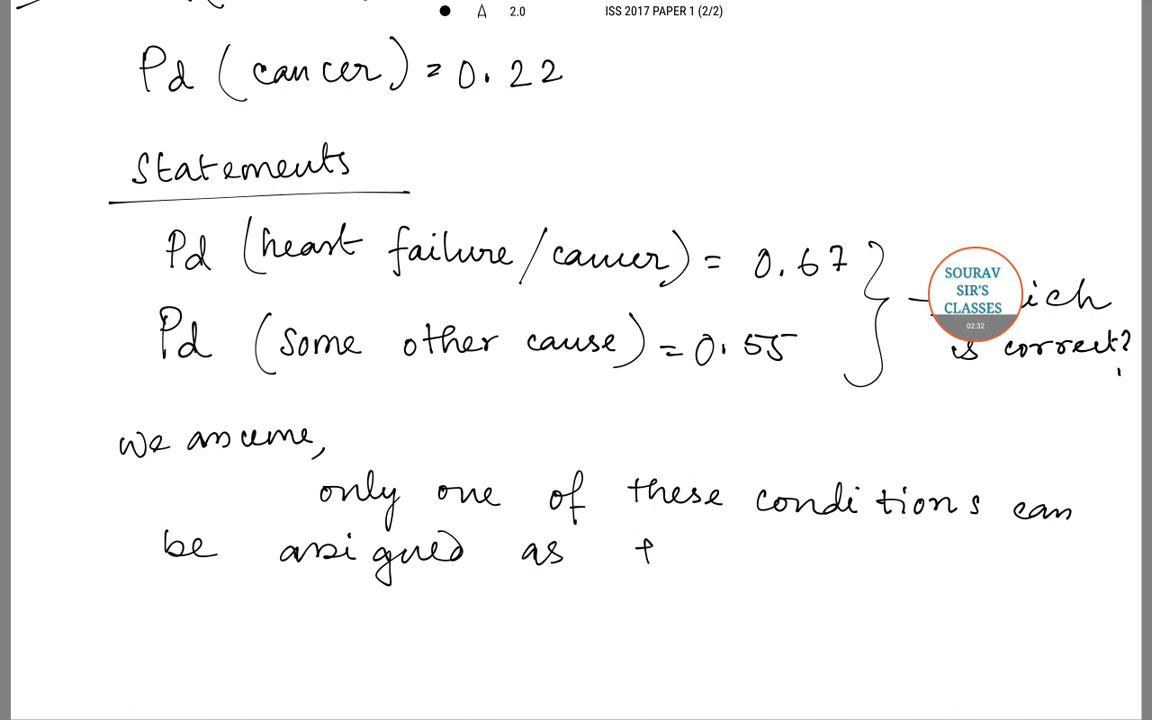 A 2.0 ISS 2017 PAPER 1 (2/2)
Pd (cancer) = 0.22
Statements
Pd (heart failure/cancer) = 0.67
SOURAV
SIR'S
CLASSES
02:32
ich
Pd (some other cause) = 0.55
is correct?
we assume,
only one of these conditions can
be assigned as t